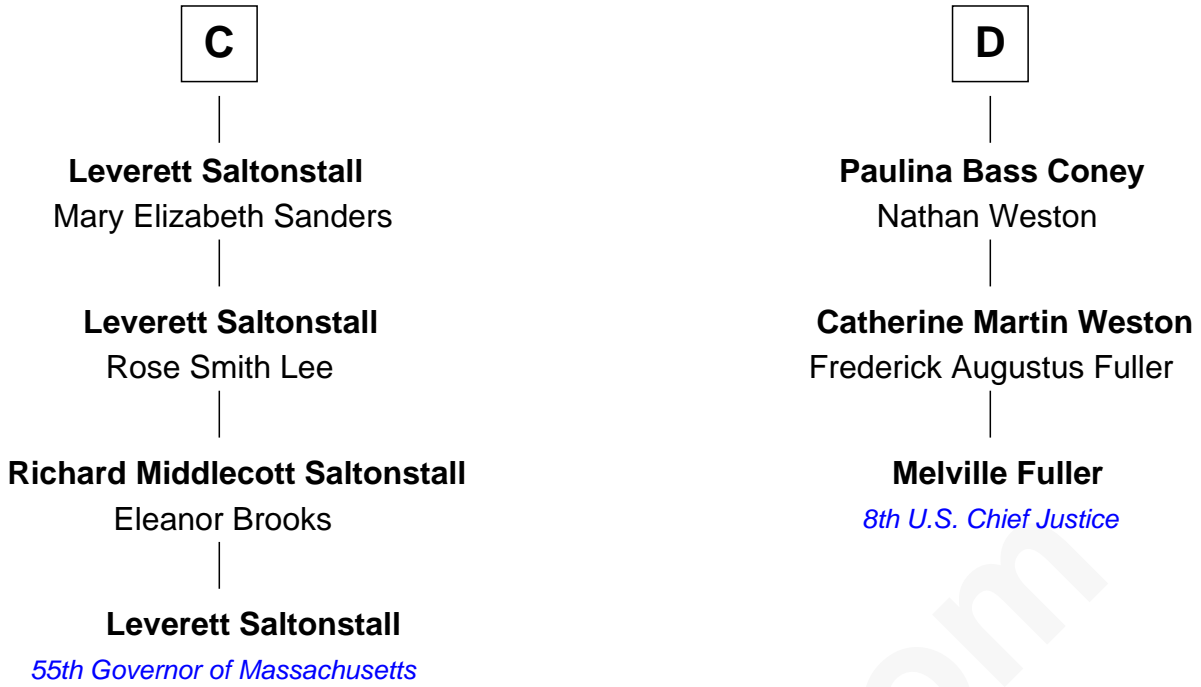 C
Leverett Saltonstall
Mary Elizabeth Sanders
Leverett Saltonstall
Rose Smith Lee
Richard Middlecott Saltonstall
Eleanor Brooks
Leverett Saltonstall
55th Governor of Massachusetts
D
Paulina Bass Coney
Nathan Weston
Catherine Martin Weston
Frederick Augustus Fuller
Melville Fuller
8th U.S. Chief Justice
om